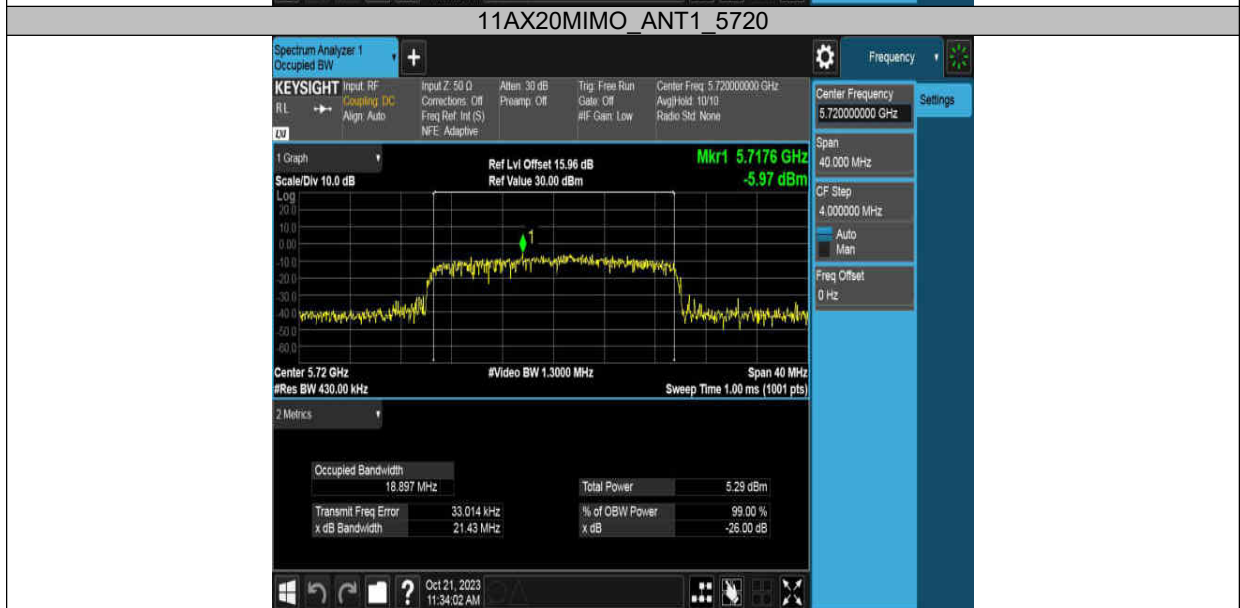 11AX20MIMO_ANT1_5720
Spectrum Analyzer 1
Occupied BW
+
Frequency
KEYSIGHT
RL
LXI
Input: RF
Coupling: DC
Align: Auto
Input Z: 50 Ω
Corrections: Off
Freq Ref: Int (S)
NFE: Adaptive
Atten: 30 dB
Preamp: Off
Trig: Free Run
Gate: Off
#IF Gain: Low
Center Freq: 5.720000000 GHz
Avg|Hold: 10/10
Radio Std: None
Center Frequency
5.720000000 GHz
Settings
Span
40.000 MHz
CF Step
4.000000 MHz
Auto
Man
Freq Offset
0 Hz
1 Graph
Scale/Div 10.0 dB
Ref Lvl Offset 15.96 dB
Ref Value 30.00 dBm
Mkr1 5.7176 GHz
-5.97 dBm
Log
20.0
10.0
0.00
-10.0
-20.0
-30.0
-40.0
-50.0
-60.0
1
Center 5.72 GHz
#Res BW 430.00 kHz
#Video BW 1.3000 MHz
Span 40 MHz
Sweep Time 1.00 ms (1001 pts)
2 Metrics
Occupied Bandwidth
18.897 MHz
Total Power 5.29 dBm
Transmit Freq Error 33.014 kHz
% of OBW Power 99.00 %
x dB Bandwidth 21.43 MHz
x dB -26.00 dB
?
Oct 21, 2023
11:34:02 AM